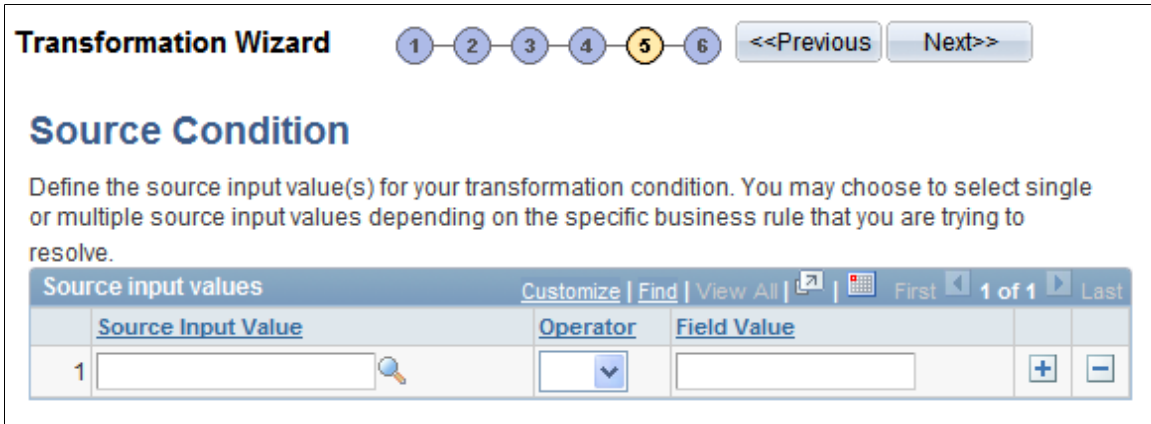 Transformation Wizard 1 2 3 4 5 6 <<Previous Next>>
Source Condition
Define the source input value(s) for your transformation condition. You may choose to select single
or multiple source input values depending on the specific business rule that you are trying to
resolve.
Source input values Customize | Find | View All | | First 1 of 1 Last
Source Input Value Operator Field Value
1